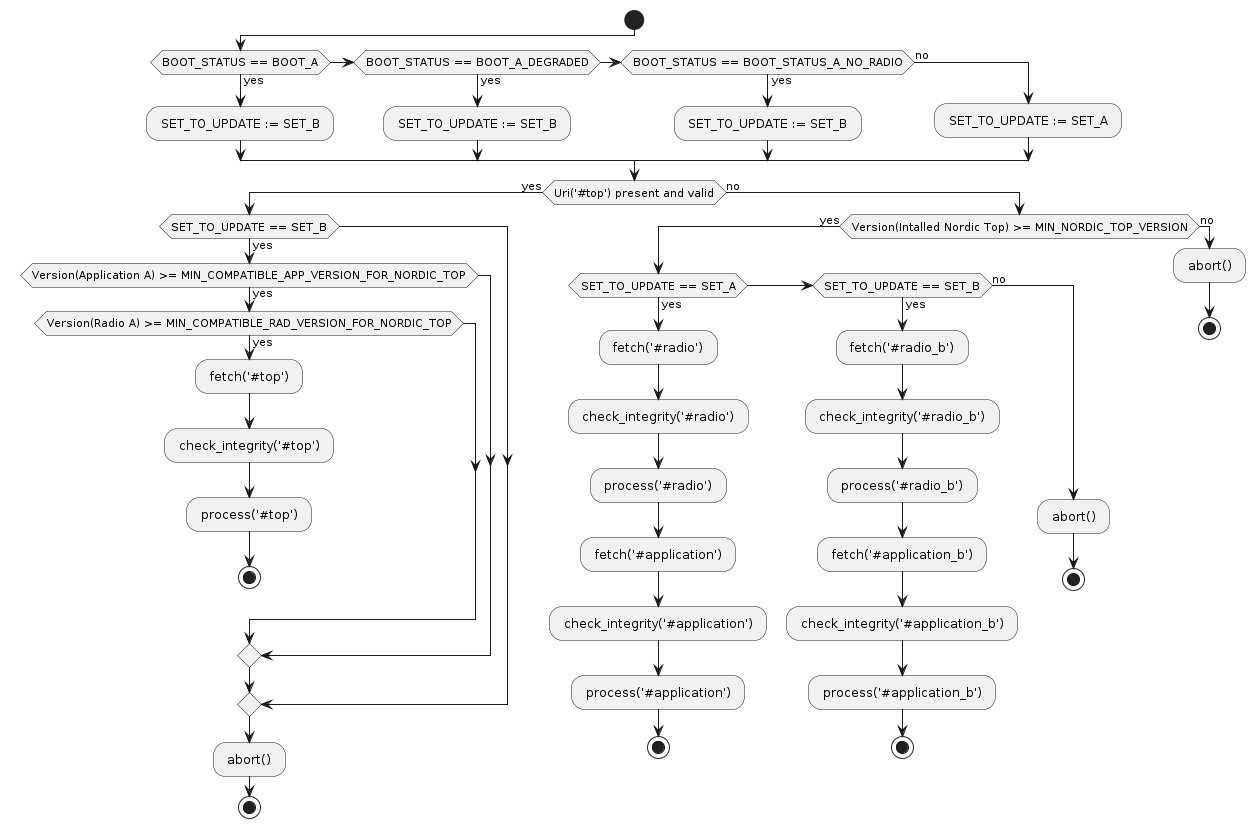 BOOT_STATUS == BOOT_A
BOOT_STATUS == BOOT_A_DEGRADED
BOOT_STATUS == BOOT_STATUS_A_NO_RADIO
no
yes
yes
yes
SET_TO_UPDATE := SET_B
SET_TO_UPDATE := SET_B
SET_TO_UPDATE := SET_B
SET_TO_UPDATE := SET_A
yes
Uri('#top') present and valid
no
SET_TO_UPDATE == SET_B
yes
Version(Application A) >= MIN_COMPATIBLE_APP_VERSION_FOR_NORDIC_TOP
yes
Version(Radio A) >= MIN_COMPATIBLE_RAD_VERSION_FOR_NORDIC_TOP
yes
fetch('#top')
check_integrity('#top')
process('#top')
abort()
yes
Version(Intalled Nordic Top) >= MIN_NORDIC_TOP_VERSION
no
SET_TO_UPDATE == SET_A
yes
fetch('#radio')
check_integrity('#radio')
process('#radio')
fetch('#application')
check_integrity('#application')
process('#application')
SET_TO_UPDATE == SET_B
no
yes
fetch('#radio_b')
check_integrity('#radio_b')
process('#radio_b')
fetch('#application_b')
check_integrity('#application_b')
process('#application_b')
abort()
abort()